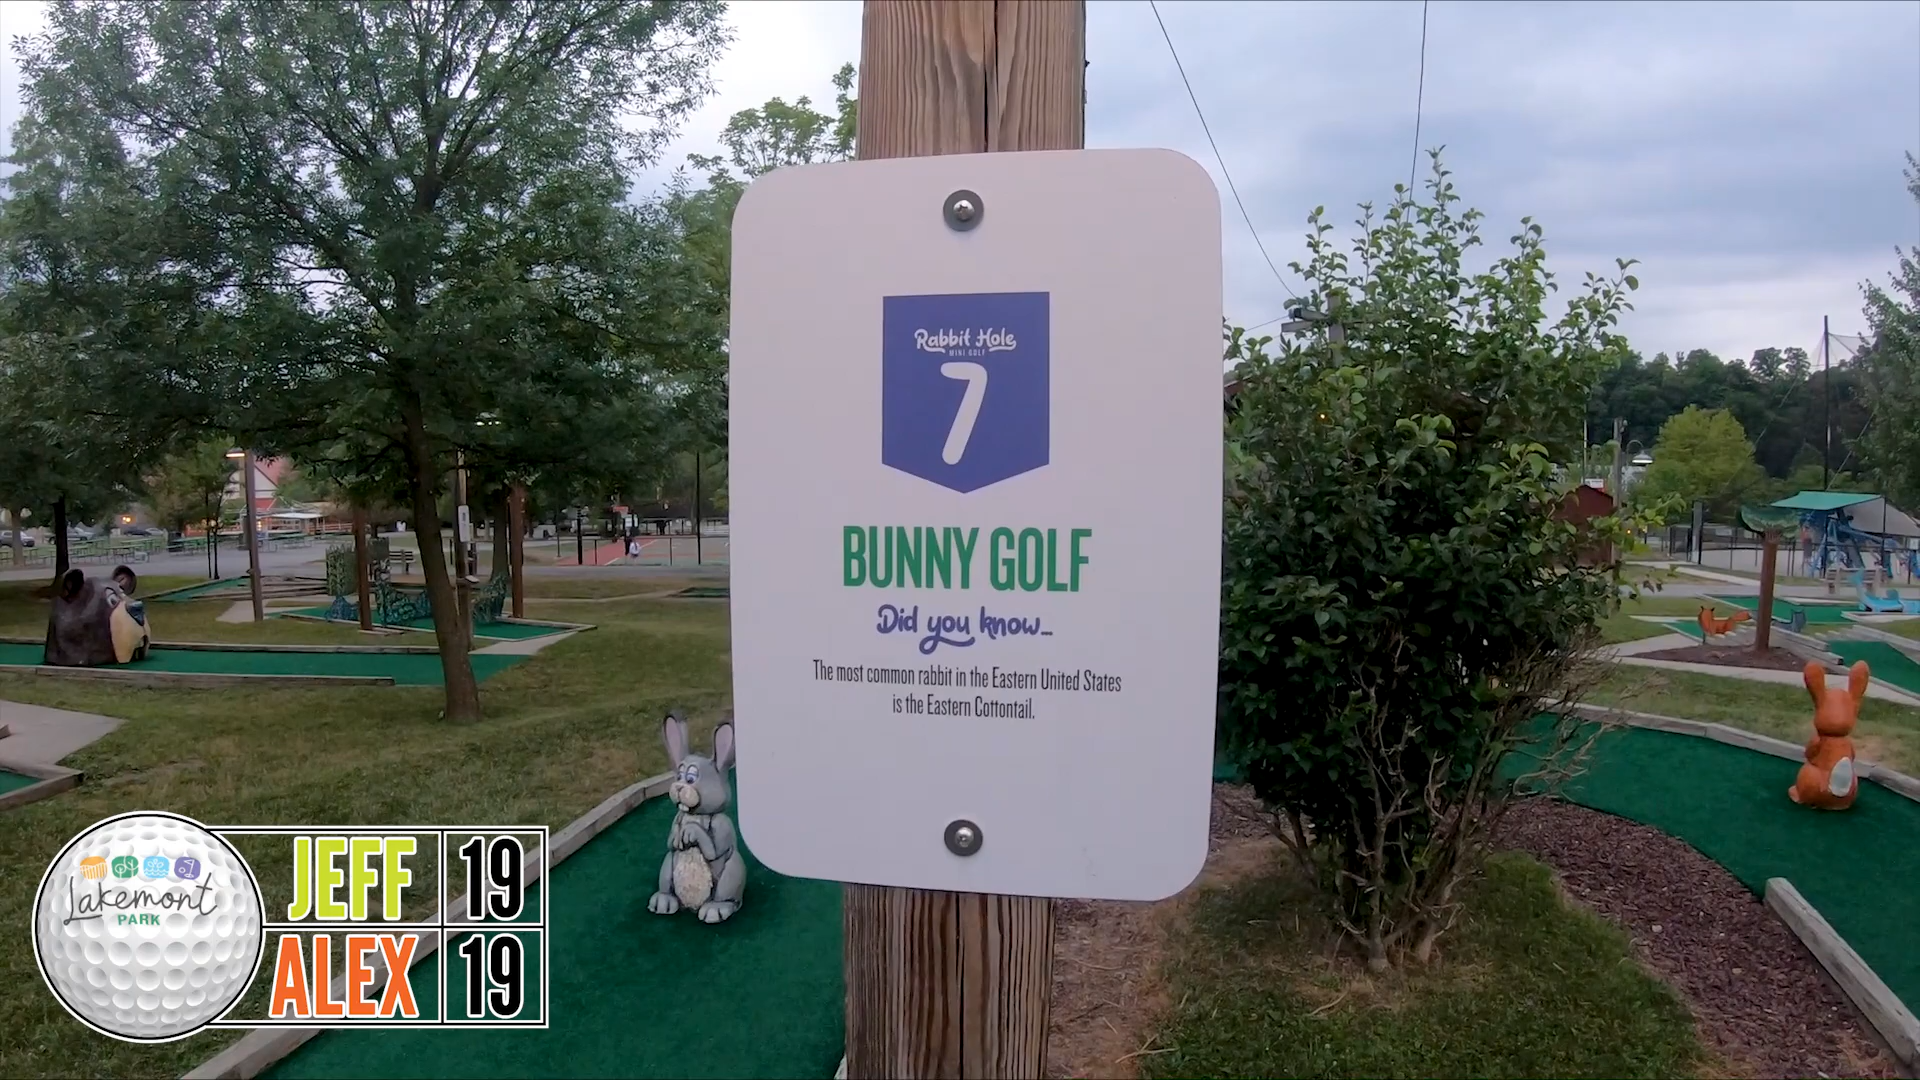 Rabbit Hole
MINI GOLF
7
BUNNY GOLF
Did you know...
The most common rabbit in the Eastern United States
is the Eastern Cottontail.
Lakemont
PARK
JEFF 19
ALEX 19